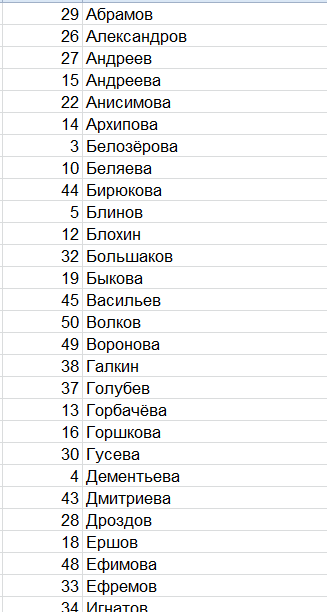 29 Абрамов
26 Александров
27 Андреев
15 Андреева
22 Анисимова
14 Архипова
3 Белозёрова
10 Беляева
44 Бирюкова
5 Блинов
12 Блохин
32 Большаков
19 Быкова
45 Васильев
50 Волков
49 Воронова
38 Галкин
37 Голубев
13 Горбачёва
16 Горшкова
30 Гусева
4 Дементьева
43 Дмитриева
28 Дроздов
18 Ершов
48 Ефимова
33 Ефремов
34 Игнатов